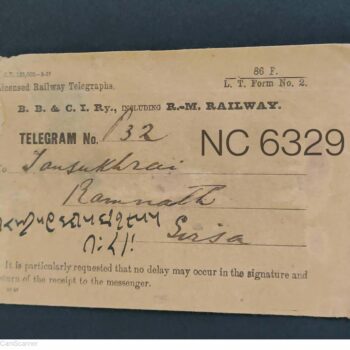 86 F.
Licensed Railway Telegraphs.
L. T. Form No. 2.
B. B. & C. I. Ry., INCLUDING R.-M. RAILWAY.
TELEGRAM No. P32
NC 6329
To Tansukhrai
Ramnath
Sirsa
It is particularly requested that no delay may occur in the signature and
return of the receipt to the messenger.
CamScanner